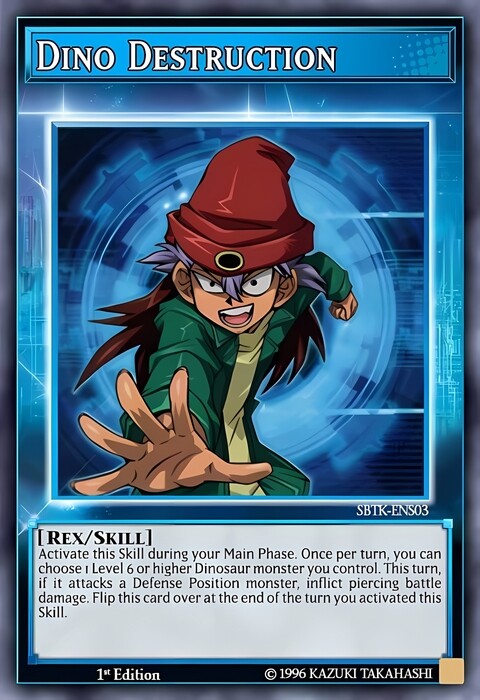 DINO DESTRUCTION
SBTK-ENS03
[REX/SKILL]
Activate this Skill during your Main Phase. Once per turn, you can
choose 1 Level 6 or higher Dinosaur monster you control. This turn,
if it attacks a Defense Position monster, inflict piercing battle
damage. Flip this card over at the end of the turn you activated this
Skill.
1st Edition
© 1996 KAZUKI TAKAHASHI